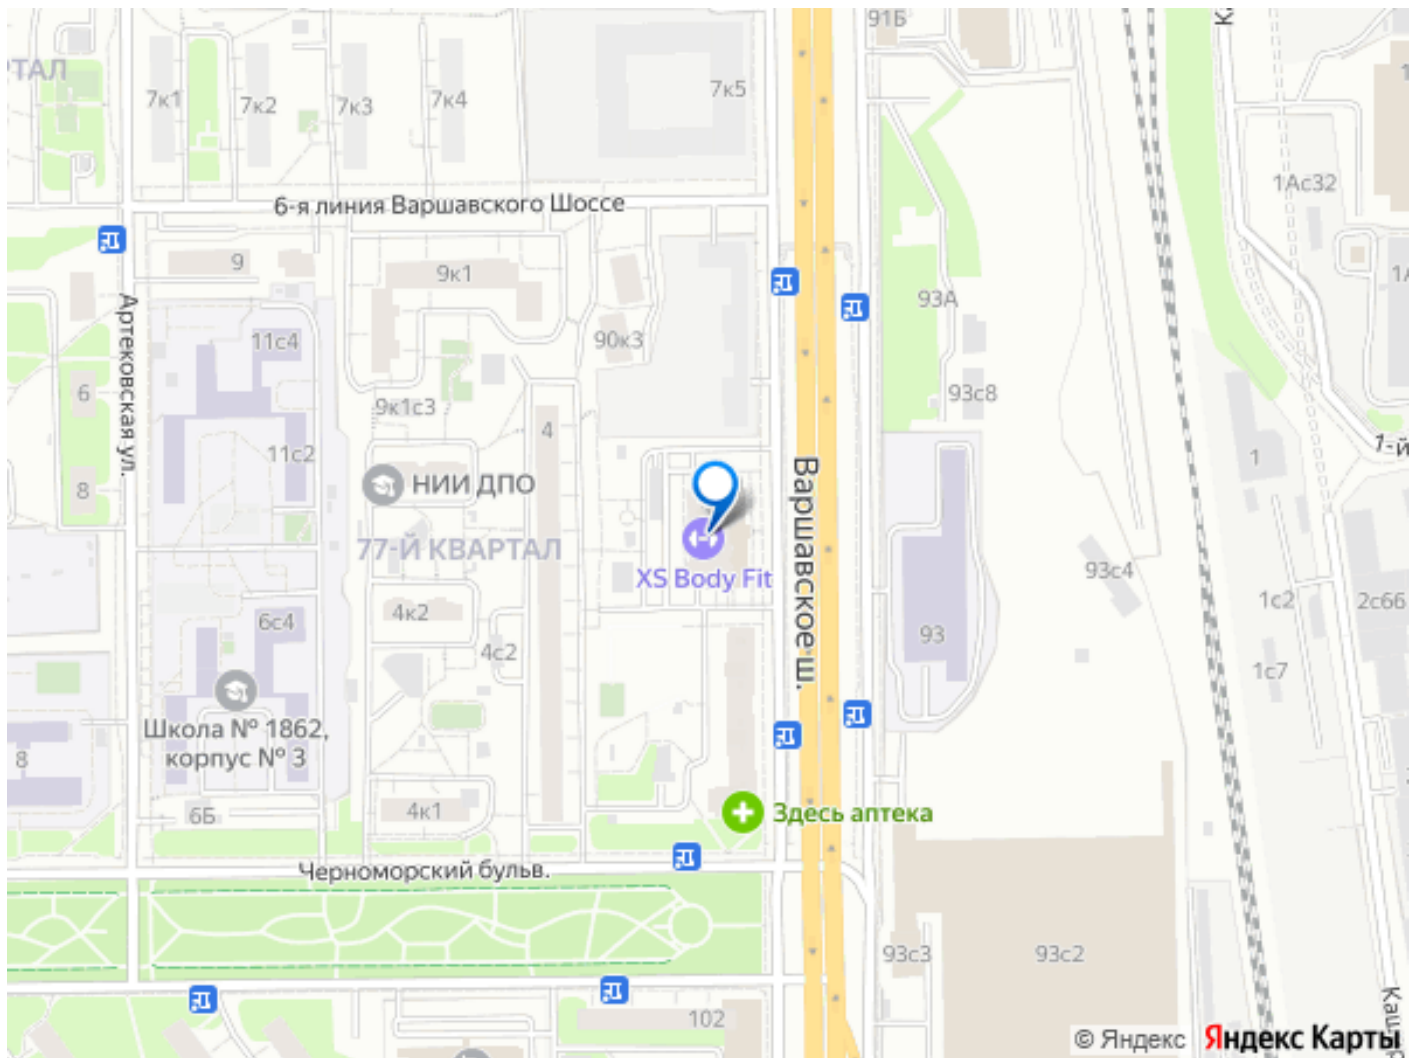 91Б
ТАЛ
7к1
7к2
7к3
7к4
7к5
6-я линия Варшавского Шоссе
1Ас32
9
9к1
93А
Артековская ул.
11с4
90к3
6
9к1с3
93с8
4
1-й
11с2
1
8
НИИ ДПО
Варшавское ш.
77-Й КВАРТАЛ
93с4
XS Body Fit
4к2
1с2
2с66
6с4
93
4с2
1с7
Школа № 1862,
корпус № 3
8
6Б
4к1
Здесь аптека
Черноморский бульв.
93с3
93с2
102
© Яндекс
Яндекс Карты